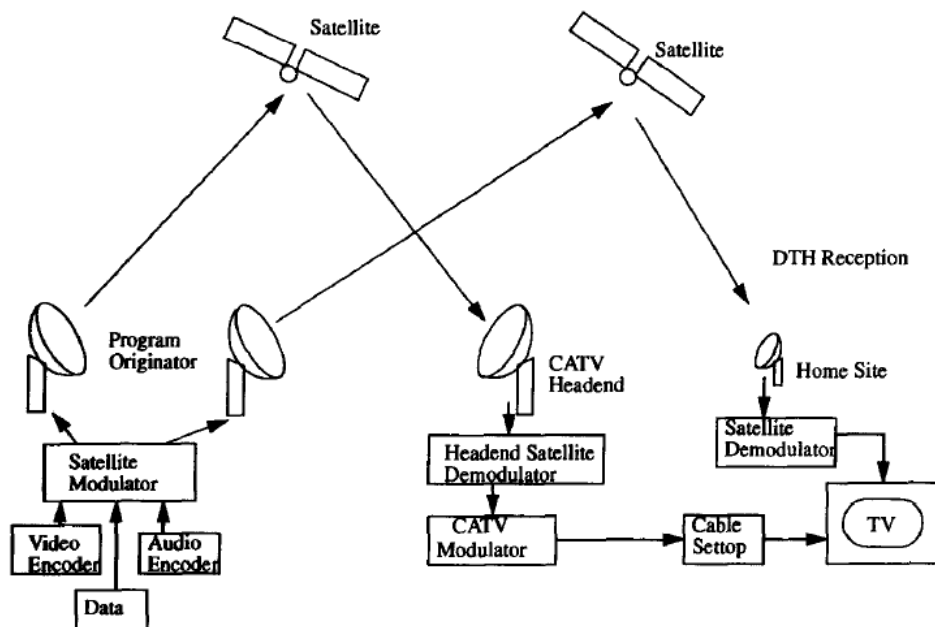 Satellite
Satellite
DTH Reception
Program
Originator
CATV
Headend
Home Site
Satellite
Modulator
Headend Satellite
Demodulator
Satellite
Demodulator
Video
Encoder
Audio
Encoder
CATV
Modulator
Cable
Settop
TV
Data